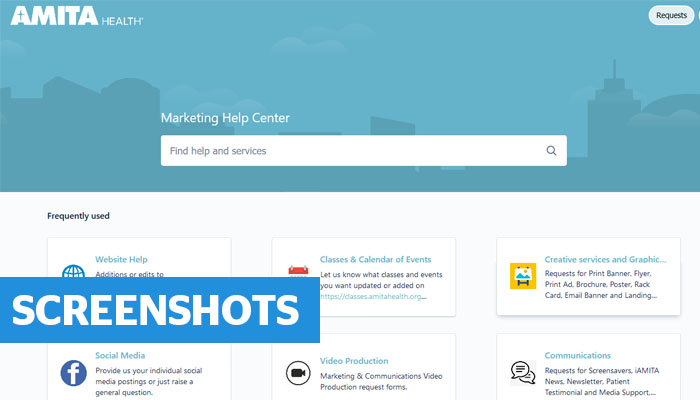 AMITA HEALTH
Requests
Marketing Help Center
Find help and services
Frequently used
Website Help
Additions or edits to
Classes & Calendar of Events
Let us know what classes and events
you want updated or added on
https://classes.amitahealth.org...
Creative services and Graphic...
Requests for Print Banner, Flyer,
Print Ad, Brochure, Poster, Rack
Card, Email Banner and Landing...
SCREENSHOTS
Social Media
Provide us your individual social
media postings or just raise a
general question.
Video Production
Marketing & Communications Video
Production request forms.
Communications
Requests for Screensavers, iAMITA
News, Newsletter, Patient
Testimonial and Media Support....